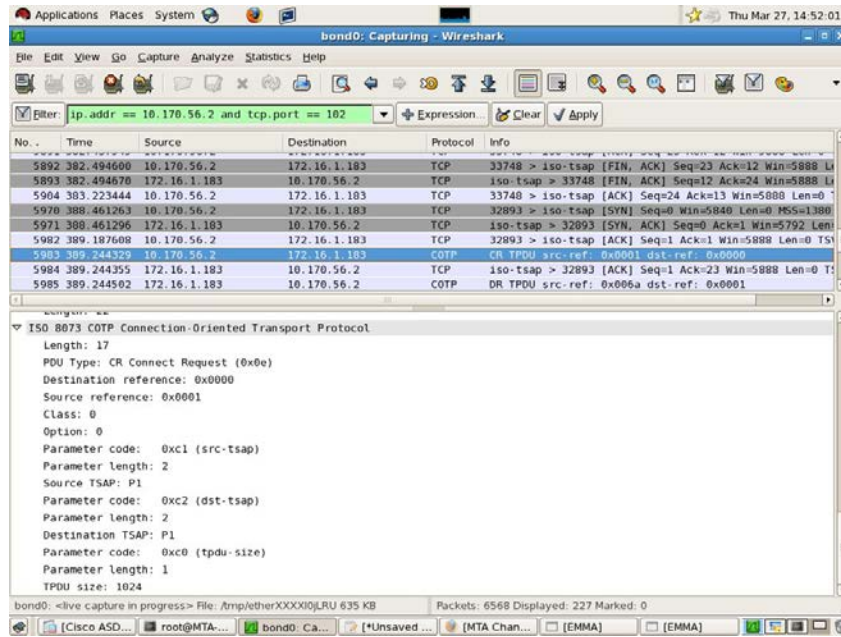 Applications Places System Thu Mar 27, 14:52:01
bond0: Capturing - Wireshark
File Edit View Go Capture Analyze Statistics Help
Filter: ip.addr == 10.170.56.2 and tcp.port == 102 Expression... Clear Apply
No. . Time Source Destination Protocol Info
5892 382.494600 10.170.56.2 172.16.1.183 TCP 33748 > iso-tsap [FIN, ACK] Seq=23 Ack=12 Win=5888 Le
5893 382.494670 172.16.1.183 10.170.56.2 TCP iso-tsap > 33748 [FIN, ACK] Seq=12 Ack=24 Win=5888 Le
5904 383.223444 10.170.56.2 172.16.1.183 TCP 33748 > iso-tsap [ACK] Seq=24 Ack=13 Win=5888 Len=0 T
5970 388.461263 10.170.56.2 172.16.1.183 TCP 32893 > iso-tsap [SYN] Seq=0 Win=5840 Len=0 MSS=1380
5971 388.461296 172.16.1.183 10.170.56.2 TCP iso-tsap > 32893 [SYN, ACK] Seq=0 Ack=1 Win=5792 Len
5982 389.187608 10.170.56.2 172.16.1.183 TCP 32893 > iso-tsap [ACK] Seq=1 Ack=1 Win=5888 Len=0 TSV
5983 389.244329 10.170.56.2 172.16.1.183 COTP CR TPDU src-ref: 0x0001 dst-ref: 0x0000
5984 389.244355 172.16.1.183 10.170.56.2 TCP iso-tsap > 32893 [ACK] Seq=1 Ack=23 Win=5888 Len=0 TS
5985 389.244502 172.16.1.183 10.170.56.2 COTP DR TPDU src-ref: 0x006a dst-ref: 0x0001
Length: 22
ISO 8073 COTP Connection-Oriented Transport Protocol
Length: 17
PDU Type: CR Connect Request (0x0e)
Destination reference: 0x0000
Source reference: 0x0001
Class: 0
Option: 0
Parameter code: 0xc1 (src-tsap)
Parameter length: 2
Source TSAP: P1
Parameter code: 0xc2 (dst-tsap)
Parameter length: 2
Destination TSAP: P1
Parameter code: 0xc0 (tpdu-size)
Parameter length: 1
TPDU size: 1024
bond0: <live capture in progress> File: /tmp/etherXXXXI0jLRU 635 KB Packets: 6568 Displayed: 227 Marked: 0
[Cisco ASD... root@MTA-... bond0: Ca... [*Unsaved ... [MTA Chan... [EMMA] [EMMA]